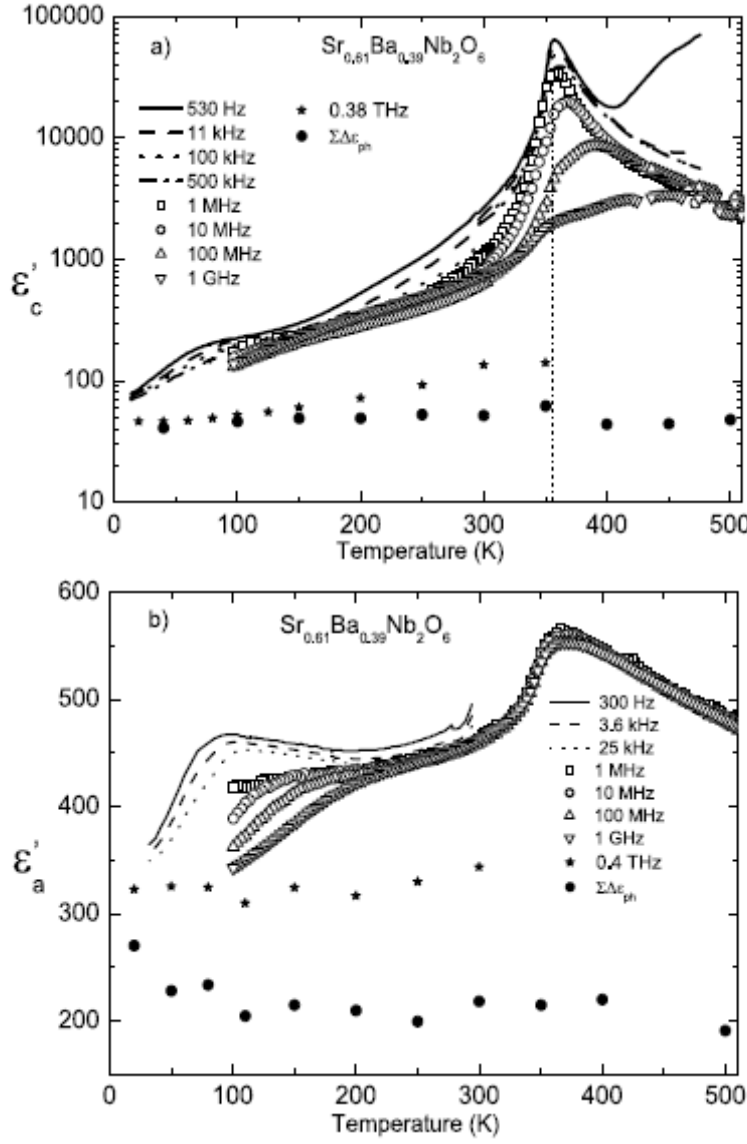 a) Sr0.61Ba0.39Nb2O6
530 Hz
11 kHz
100 kHz
500 kHz
1 MHz
10 MHz
100 MHz
1 GHz
0.38 THz
ΣΔεph
100000
10000
1000
100
10
ε'c
0 100 200 300 400 500
Temperature (K)
b) Sr0.61Ba0.39Nb2O6
300 Hz
3.6 kHz
25 kHz
1 MHz
10 MHz
100 MHz
1 GHz
0.4 THz
ΣΔεph
600
500
400
300
200
ε'a
0 100 200 300 400 500
Temperature (K)